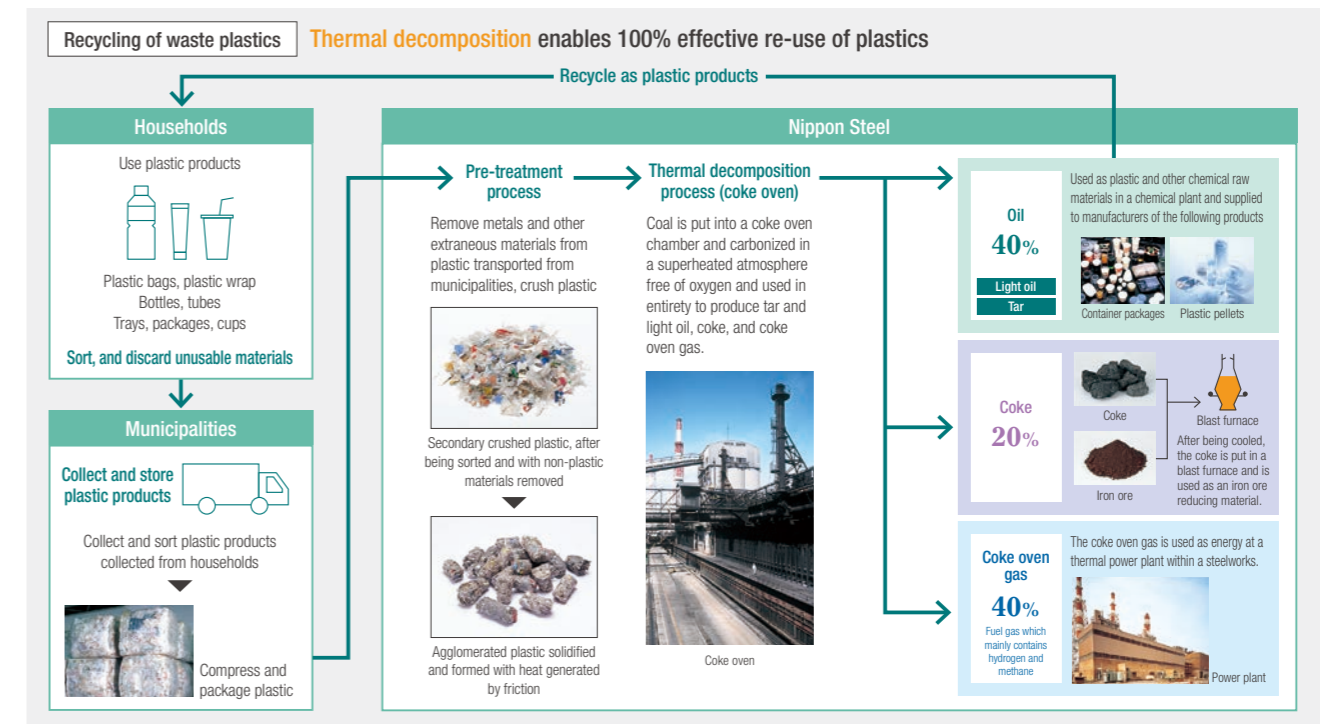 Recycling of waste plastics
Thermal decomposition enables 100% effective re-use of plastics
Recycle as plastic products
Households
Use plastic products
Plastic bags, plastic wrap
Bottles, tubes
Trays, packages, cups
Sort, and discard unusable materials
Municipalities
Collect and store
plastic products
Collect and sort plastic products
collected from households
Compress and
package plastic
Nippon Steel
Pre-treatment
process
Remove metals and other
extraneous materials from
plastic transported from
municipalities, crush plastic
Secondary crushed plastic, after
being sorted and with non-plastic
materials removed
Agglomerated plastic solidified
and formed with heat generated
by friction
Thermal decomposition
process (coke oven)
Coal is put into a coke oven
chamber and carbonized in
a superheated atmosphere
free of oxygen and used in
entirety to produce tar and
light oil, coke, and coke
oven gas.
Coke oven
Oil
40%
Light oil
Tar
Used as plastic and other chemical raw
materials in a chemical plant and supplied
to manufacturers of the following products
Container packages
Plastic pellets
Coke
20%
Coke
Iron ore
Blast furnace
After being cooled,
the coke is put in a
blast furnace and is
used as an iron ore
reducing material.
Coke oven
gas
40%
Fuel gas which
mainly contains
hydrogen and
methane
The coke oven gas is used as energy at a
thermal power plant within a steelworks.
Power plant